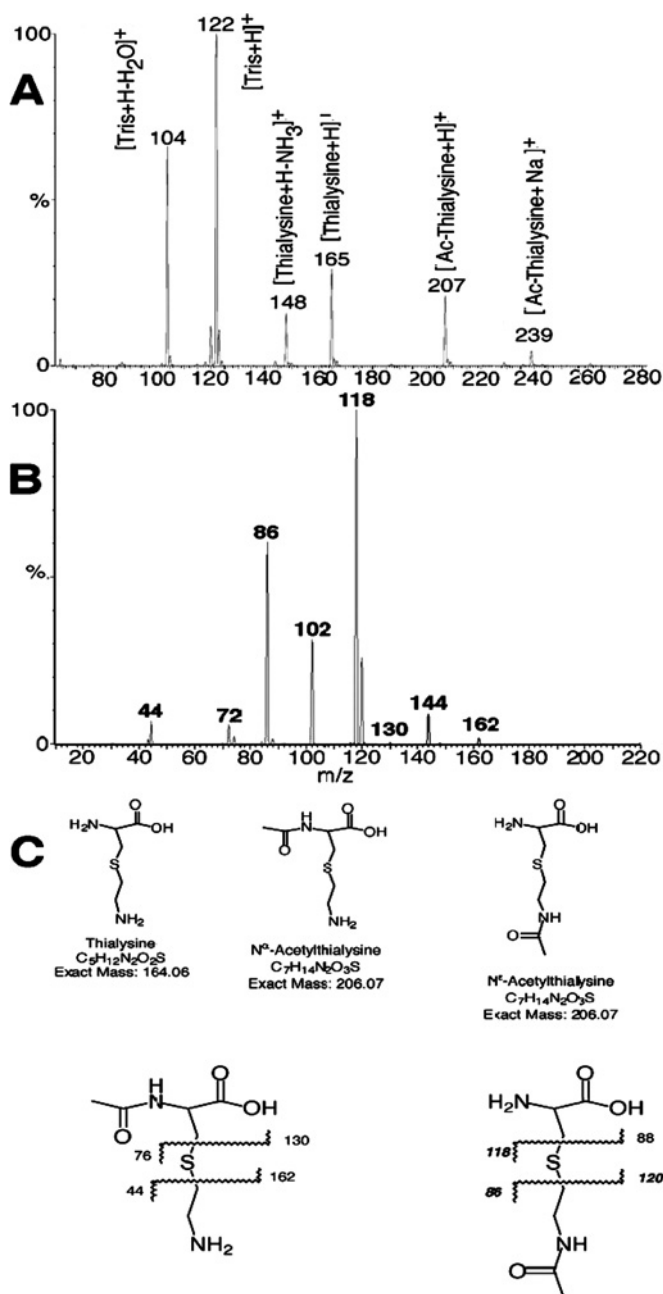 A
100
%
0
[Tris+H-H2O]+
104
122
[Tris+H]+
[Thialysine+H-NH3]+
148
[Thialysine+H]+
165
[Ac-Thialysine+H]+
207
[Ac-Thialysine+Na]+
239
80 100 120 140 160 180 200 220 240 260 280
B
100
%
0
44
72
86
102
118
130
144
162
20 40 60 80 100 120 140 160 180 200 220
m/z
C
H2N O OH S NH2
Thialysine
C5H12N2O2S
Exact Mass: 164.06
H N O O OH S NH2
Nα-Acetylthialysine
C7H14N2O3S
Exact Mass: 206.07
H2N O OH S NH O
Nε-Acetylthialysine
C7H14N2O3S
Exact Mass: 206.07
H N O O OH
76 130
S
44 162
NH2
H2N O OH
118 88
S
86 120
NH
O